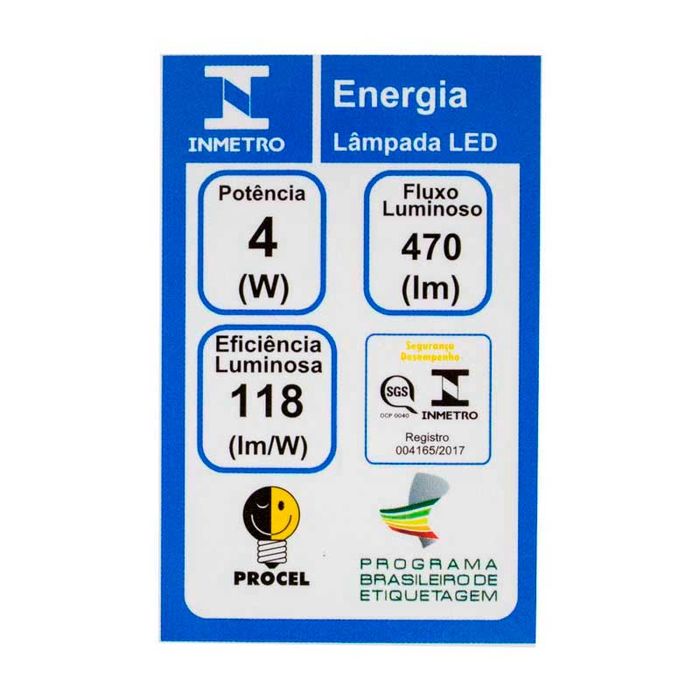 INMETRO
Energia
Lâmpada LED
Potência
4
(W)
Fluxo
Luminoso
470
(lm)
Eficiência
Luminosa
118
(lm/W)
Segurança
Desempenho
SGS
OCP 0040
INMETRO
Registro
004165/2017
PROCEL
PROGRAMA
BRASILEIRO DE
ETIQUETAGEM